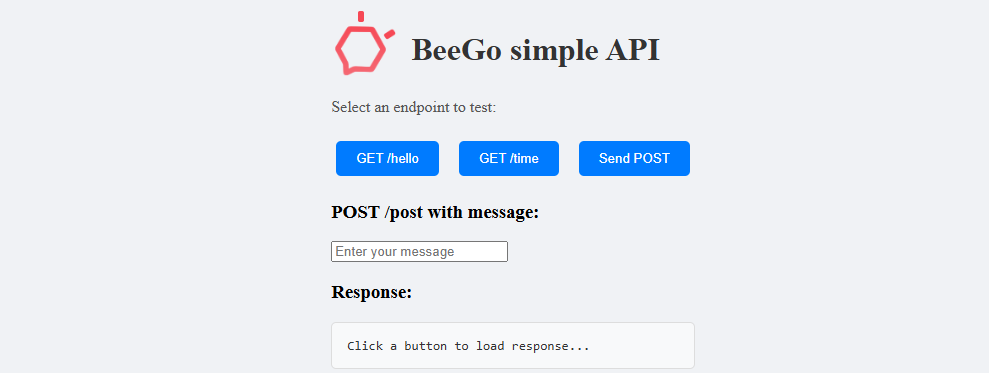 BeeGo simple API
Select an endpoint to test:
GET /hello GET /time Send POST
POST /post with message:
Enter your message
Response:
Click a button to load response...